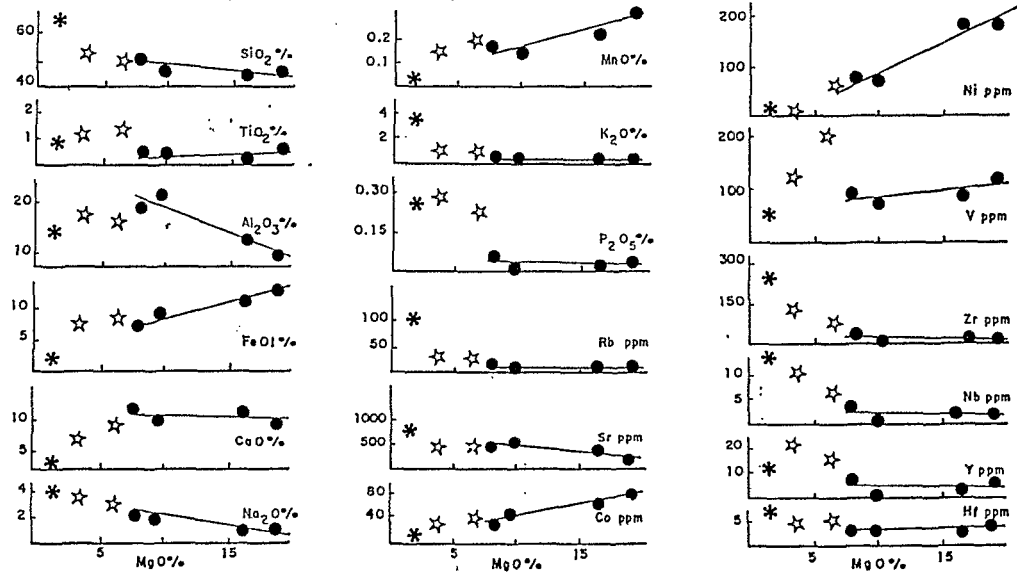 60
40
SiO2%
2
1
TiO2%
20
10
Al2O3%
10
5
FeO1%
10
5
CaO%
4
2
Na2O%
5
15
MgO%
0.2
0.1
MnO%
4
2
K2O%
0.30
0.15
P2O5%
100
50
Rb ppm
1000
500
Sr ppm
80
40
Co ppm
5
15
MgO%
200
100
Ni ppm
200
100
V ppm
300
150
Zr ppm
10
5
Nb ppm
20
10
Y ppm
5
Hf ppm
5
15
MgO%